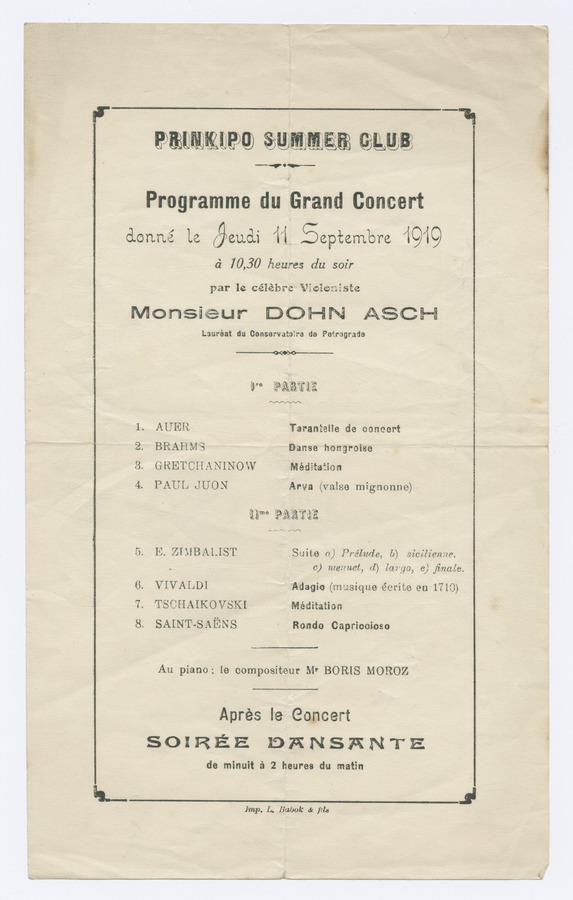 PRINKIPO SUMMER CLUB
Programme du Grand Concert
donné le Jeudi 11 Septembre 1919
à 10,30 heures du soir
par le célèbre Violoniste
Monsieur DOHN ASCH
Lauréat du Conservatoire de Petrograde
Ire PARTIE
1. AUER Tarantelle de concert
2. BRAHMS Danse hongroise
3. GRETCHANINOW Méditation
4. PAUL JUON Arva (valse mignonne)
IIme PARTIE
5. E. ZIMBALIST Suite a) Prélude, b) sicilienne,
c) menuet, d) largo, e) finale.
6. VIVALDI Adagio (musique écrite en 1710)
7. TSCHAIKOVSKI Méditation
8. SAINT-SAËNS Rondo Capricoioso
Au piano : le compositeur Mr BORIS MOROZ
Après le Concert
SOIRÉE DANSANTE
de minuit à 2 heures du matin
Imp. L. Babok & fils